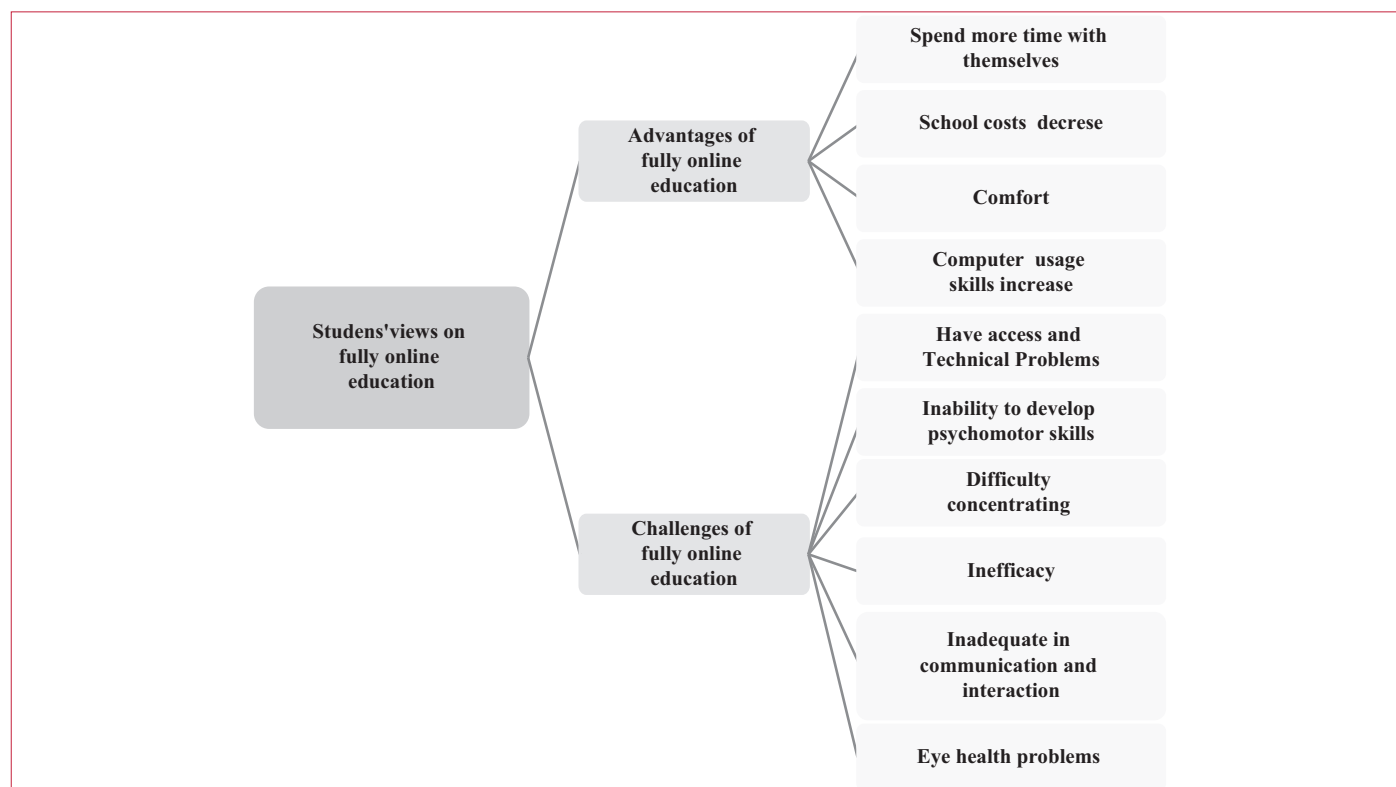 Spend more time with
themselves
School costs  decrese
Comfort
Computer  usage
skills increase
Advantages of
fully online
education
Studens'views on
fully online
education
Have access and
Technical Problems
Inability to develop
psychomotor skills
Difficulty
concentrating
Inefficacy
Inadequate in
communication and
interaction
Eye health problems
Challenges of
fully online
education